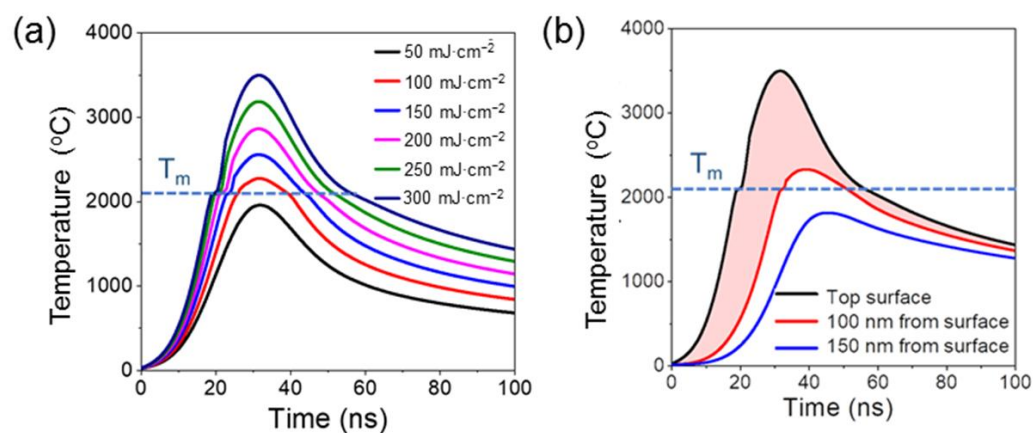 (a)
Temperature (°C)
4000
3000
2000
1000
0
Tm
50 mJ·cm⁻²
100 mJ·cm⁻²
150 mJ·cm⁻²
200 mJ·cm⁻²
250 mJ·cm⁻²
300 mJ·cm⁻²
0 20 40 60 80 100
Time (ns)
(b)
Temperature (°C)
4000
3000
2000
1000
0
Tm
Top surface
100 nm from surface
150 nm from surface
0 20 40 60 80 100
Time (ns)